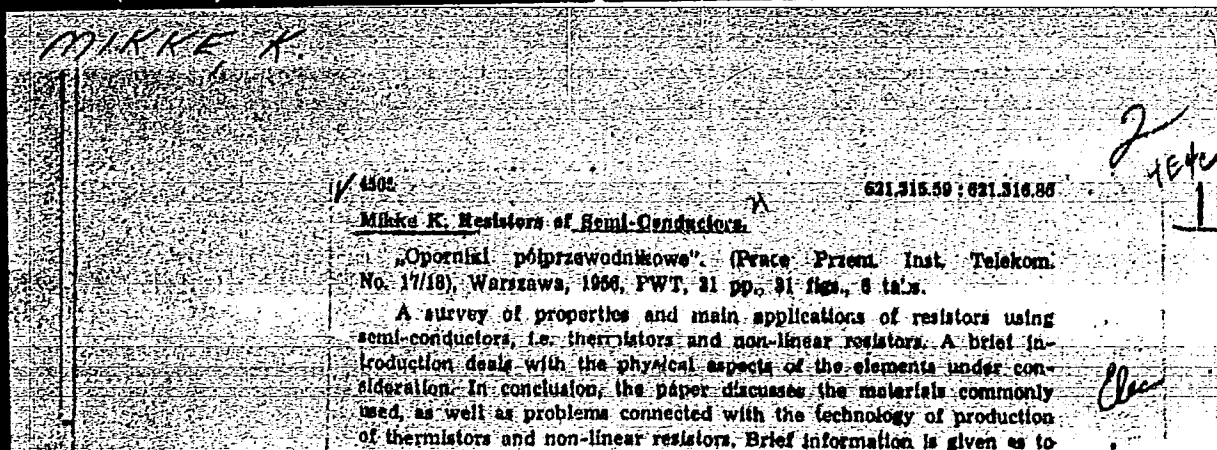 MIKKE K.
2
4E4c
1
4505 621.315.59 : 621.316.86
Mikke K. Resistors of Semi-Conductors.
„Oporniki półprzewodnikowe". (Prace Przem. Inst. Telekom.
No. 17/18), Warszawa, 1956, PWT, 21 pp., 31 figs., 6 tabs.
A survey of properties and main applications of resistors using
semi-conductors, i.e. thermistors and non-linear resistors. A brief in-
troduction deals with the physical aspects of the elements under con-
sideration. In conclusion, the paper discusses the materials commonly
used, as well as problems connected with the technology of production
of thermistors and non-linear resistors. Brief information is given as to
Elec